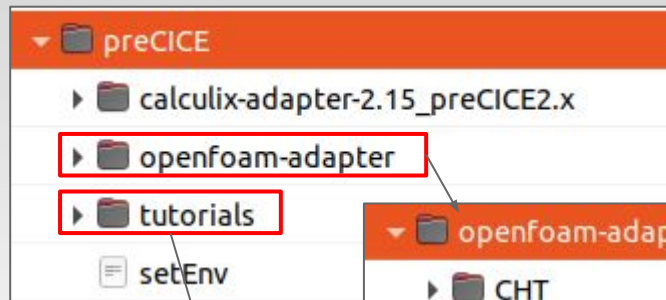 preCICE
calculix-adapter-2.15_preCICE2.x
openfoam-adapter
tutorials
setEnv
openfoam-adap
CHT